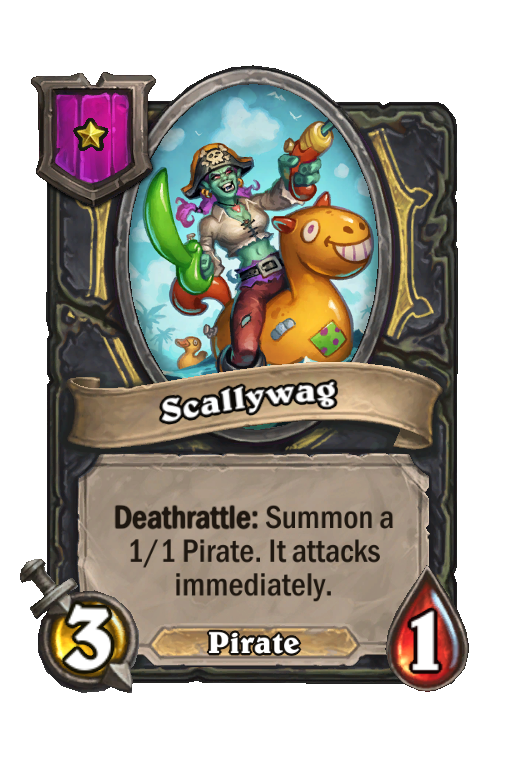 Scallywag
Deathrattle: Summon a
1/1 Pirate. It attacks
immediately.
3
Pirate
1